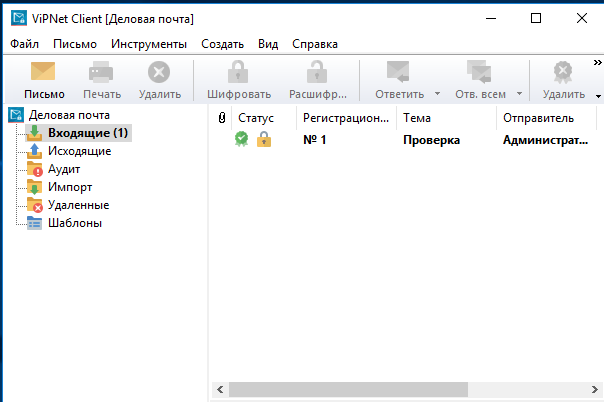 ViPNet Client [Деловая почта]
Файл Письмо Инструменты Создать Вид Справка
Письмо Печать Удалить Шифровать Расшифр... Ответить Отв. всем Удалить
Деловая почта
Входящие (1)
Исходящие
Аудит
Импорт
Удаленные
Шаблоны
Статус Регистрацион... Тема Отправитель
№ 1 Проверка Администрат...